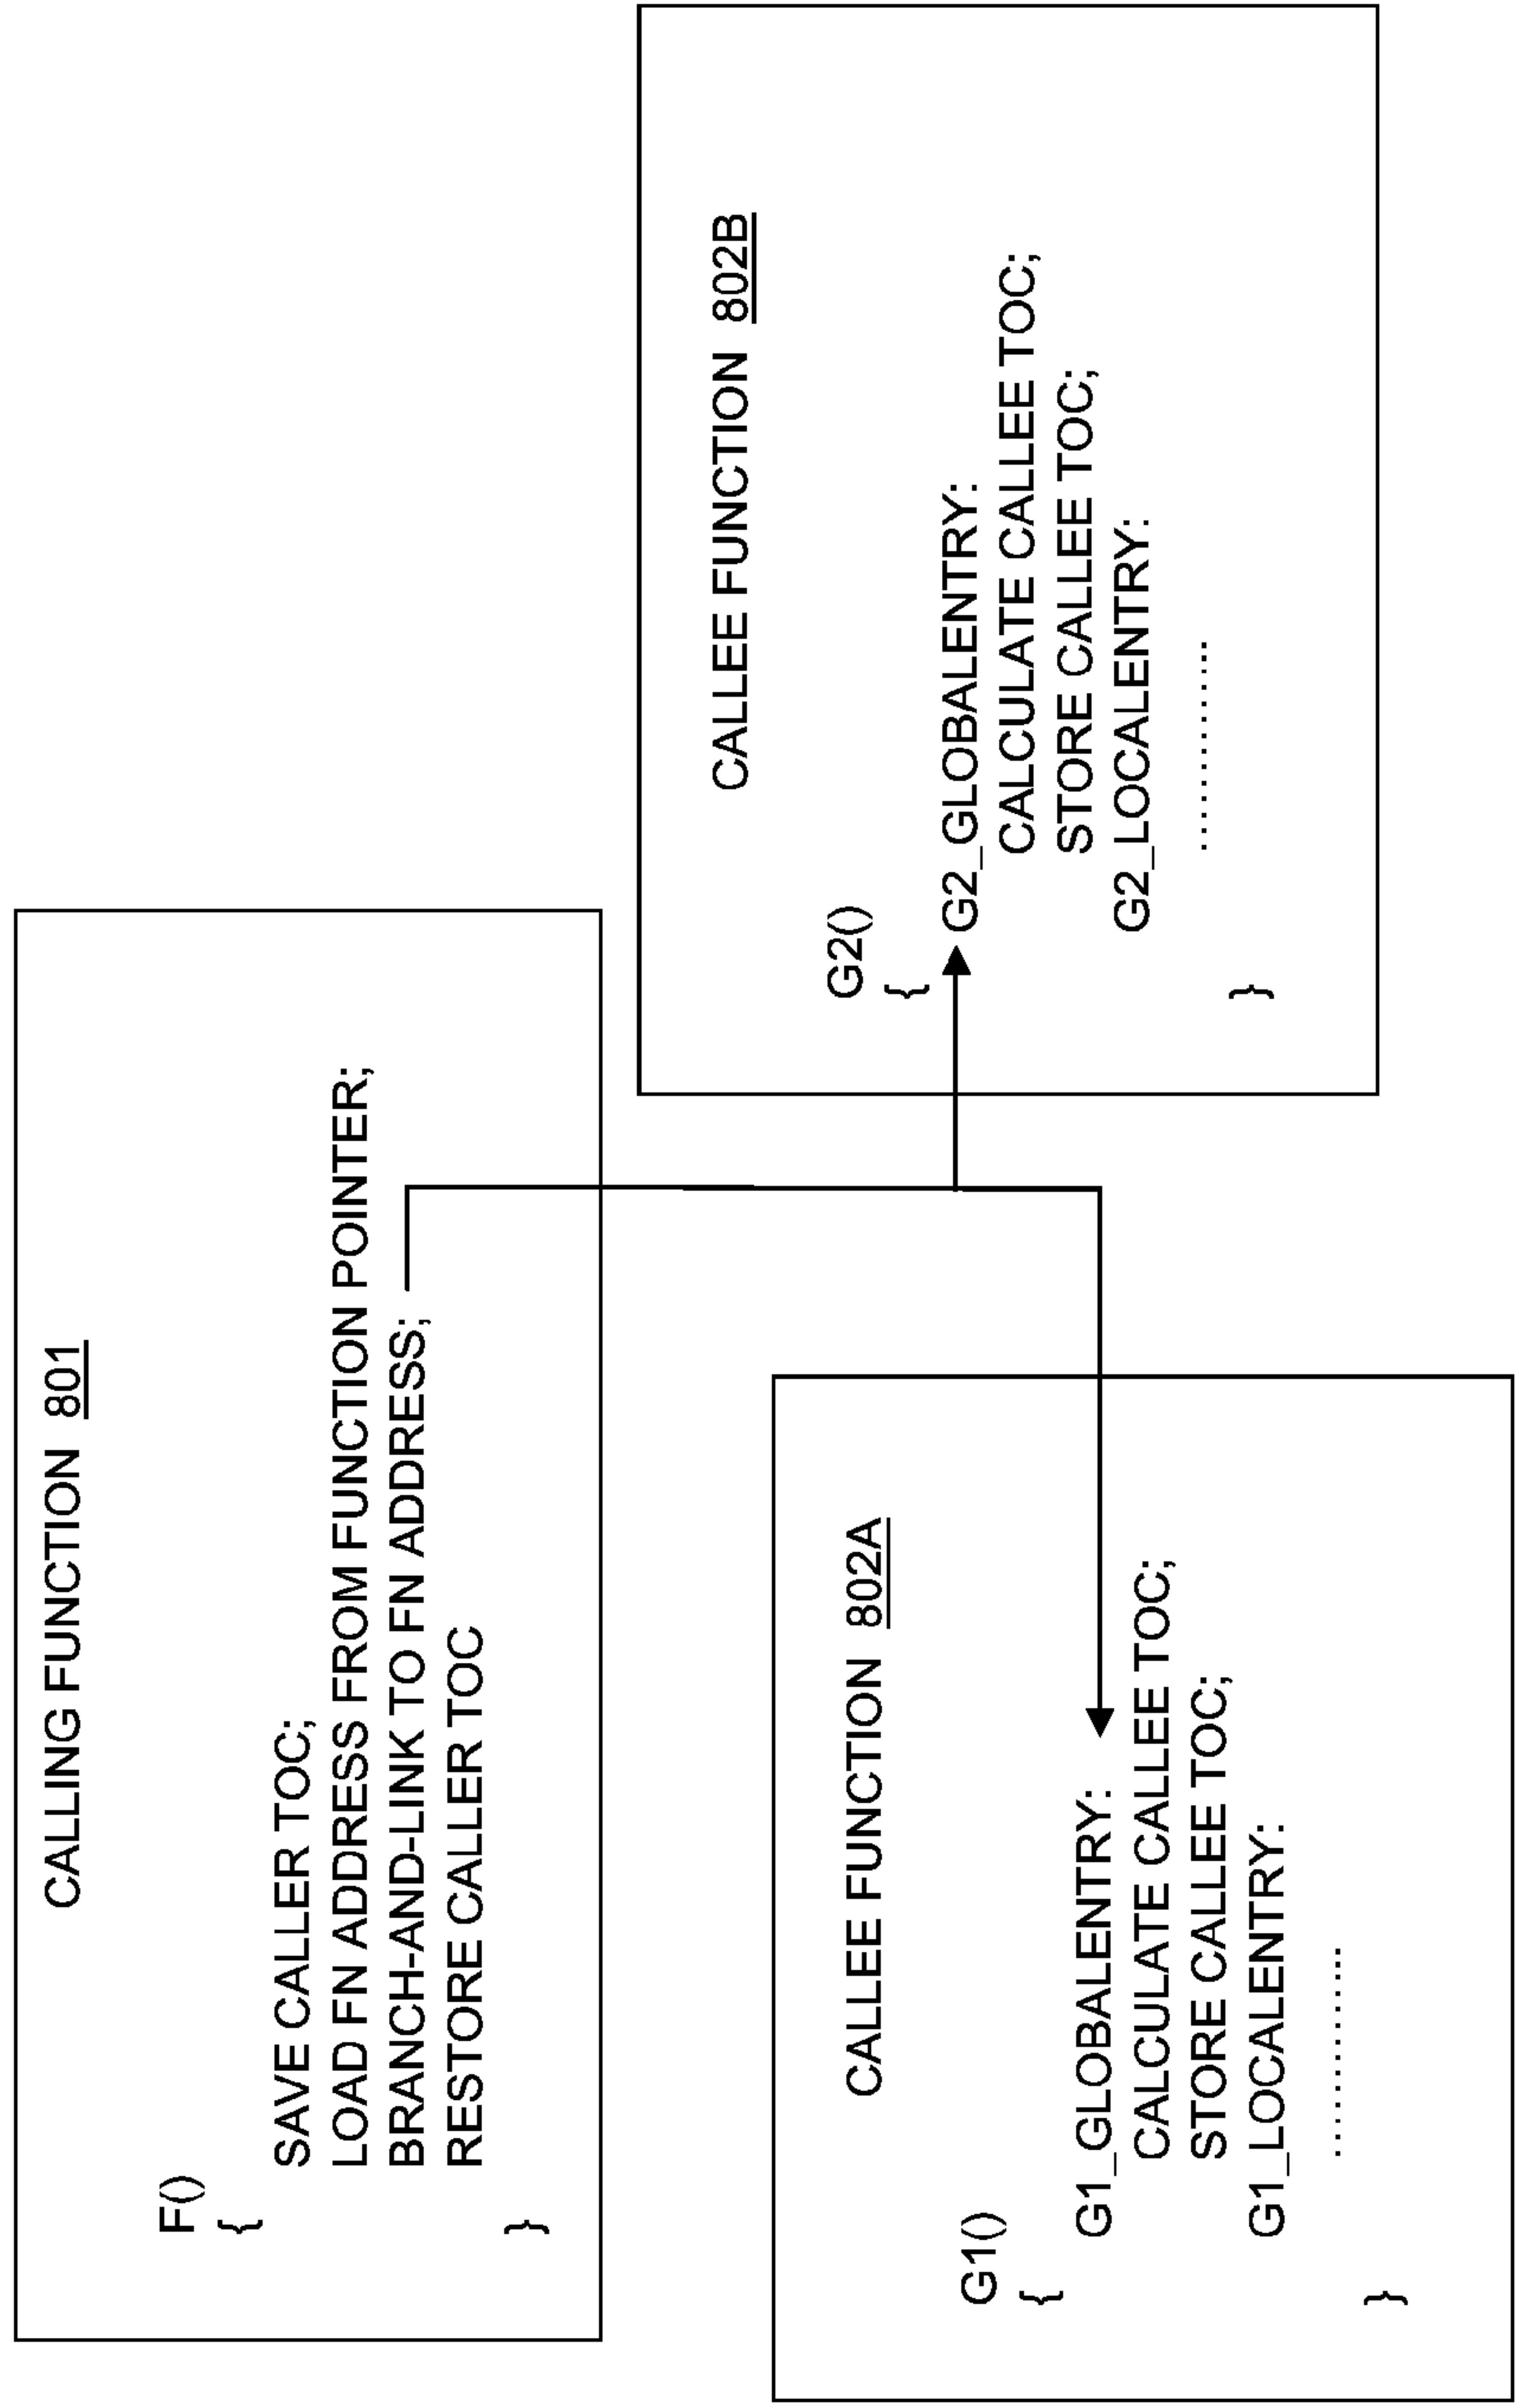 CALLING FUNCTION 801
F()
{
SAVE CALLER TOC;
LOAD FN ADDRESS FROM FUNCTION POINTER;
BRANCH-AND-LINK TO FN ADDRESS;
RESTORE CALLER TOC
}
CALLEE FUNCTION 802A
G1()
{
G1_GLOBALENTRY:
CALCULATE CALLEE TOC;
STORE CALLEE TOC;
G1_LOCALENTRY:
..............
}
CALLEE FUNCTION 802B
G2()
{
G2_GLOBALENTRY:
CALCULATE CALLEE TOC;
STORE CALLEE TOC;
G2_LOCALENTRY:
..............
}